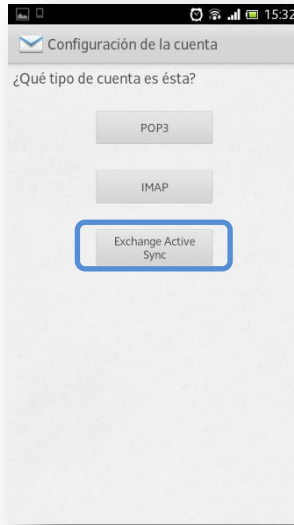 15:32
Configuración de la cuenta
¿Qué tipo de cuenta es ésta?
POP3
IMAP
Exchange Active
Sync